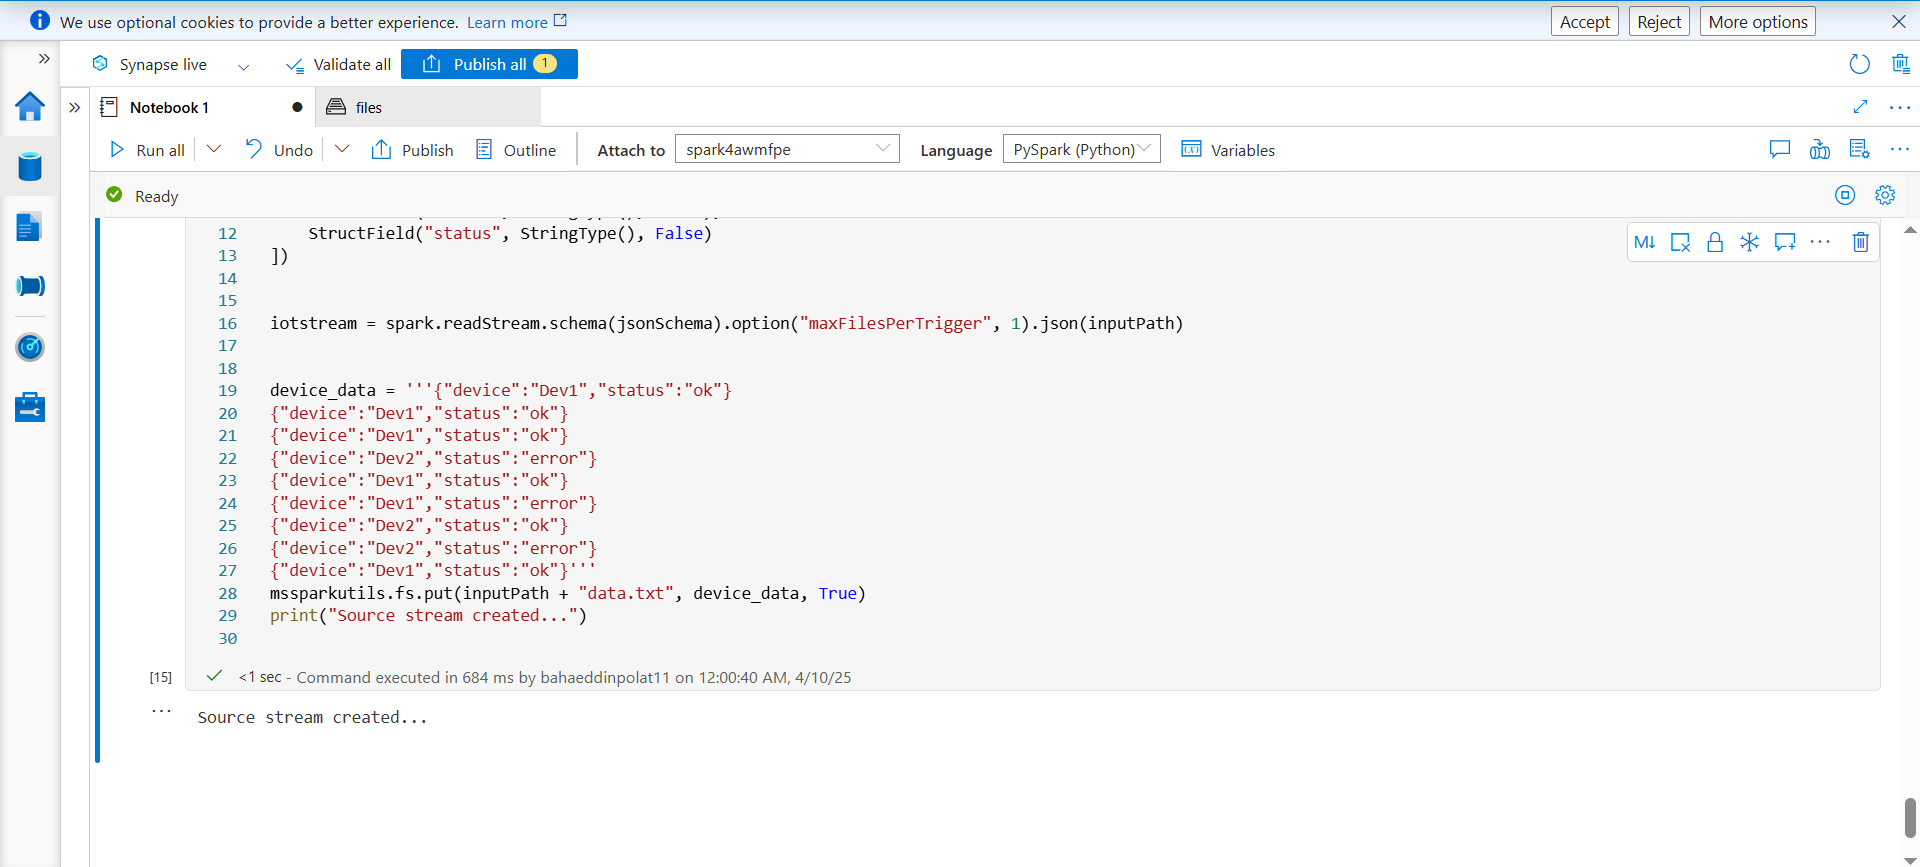 We use optional cookies to provide a better experience. Learn more
Accept Reject More options
Synapse live Validate all Publish all 1
Notebook 1 files
Run all Undo Publish Outline Attach to spark4awmfpe Language PySpark (Python) Variables
Ready
12 StructField("status", StringType(), False)
13 ])
14
15
16 iotstream = spark.readStream.schema(jsonSchema).option("maxFilesPerTrigger", 1).json(inputPath)
17
18
19 device_data = '''{"device":"Dev1","status":"ok"}
20 {"device":"Dev1","status":"ok"}
21 {"device":"Dev1","status":"ok"}
22 {"device":"Dev2","status":"error"}
23 {"device":"Dev1","status":"ok"}
24 {"device":"Dev1","status":"error"}
25 {"device":"Dev2","status":"ok"}
26 {"device":"Dev2","status":"error"}
27 {"device":"Dev1","status":"ok"}'''
28 mssparkutils.fs.put(inputPath + "data.txt", device_data, True)
29 print("Source stream created...")
30
[15] <1 sec - Command executed in 684 ms by bahaeddinpolat11 on 12:00:40 AM, 4/10/25
Source stream created...